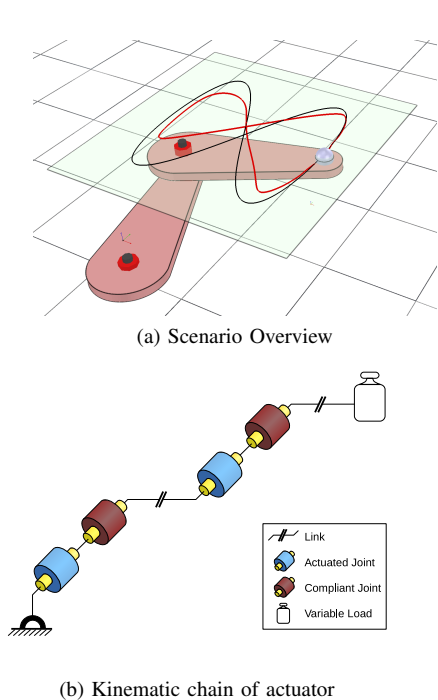 (a) Scenario Overview
Link
Actuated Joint
Compliant Joint
Variable Load
(b) Kinematic chain of actuator